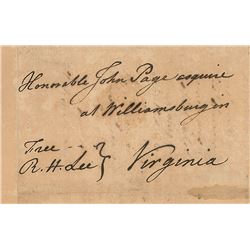 Honorable John Page esquire
at Williamsburg in
Free
R. H. Lee } Virginia